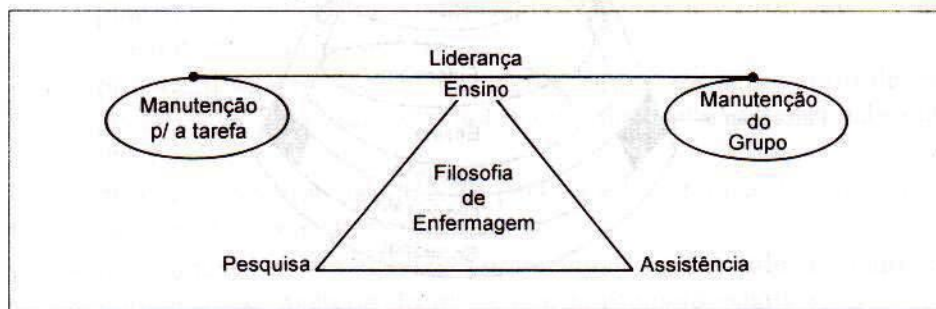 Liderança
Ensino
Manutenção
p/ a tarefa
Manutenção
do
Grupo
Filosofia
de
Enfermagem
Pesquisa
Assistência